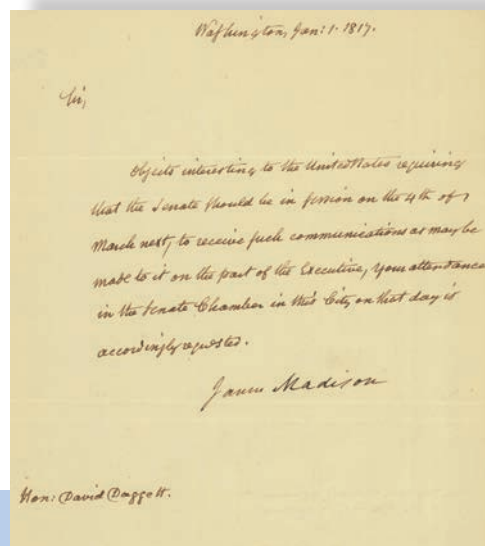 Washington, Jan: 1. 1817.
Sir,
Objects interesting to the United States requiring
that the Senate should be in session on the 4th of
March next, to receive such communications as may be
made to it on the part of the Executive, your attendance
in the Senate Chamber in this City on that day is
accordingly requested.
James Madison
Hon: David Daggett.